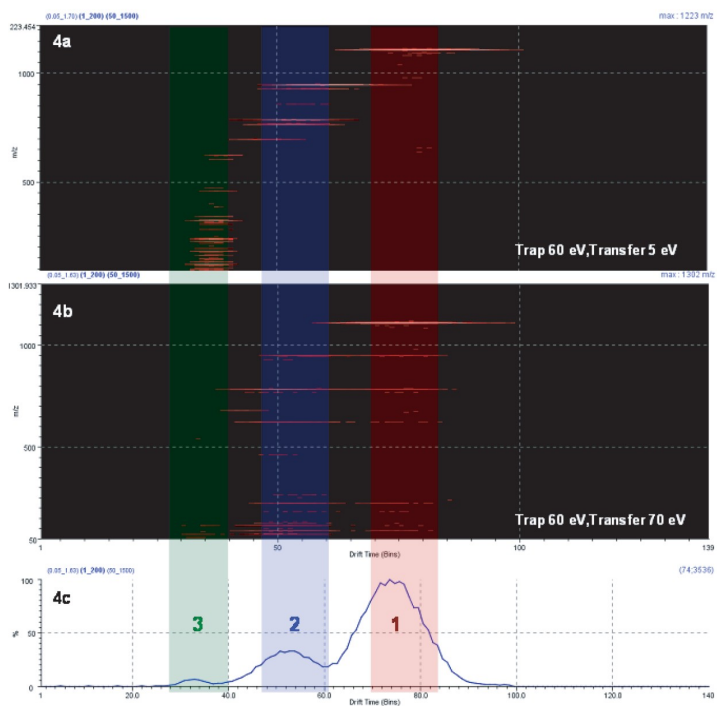 (0.05_1.70) (1_200) (50_1500) max : 1223 m/z
223.454
4a
1000
m/z
500
Trap 60 eV,Transfer 5 eV
(0.05_1.63) (1_200) (50_1500) max : 1302 m/z
1301.933
4b
1000
m/z
500
Trap 60 eV,Transfer 70 eV
50
1 50 100 139
Drift Time (Bins)
(0.05_1.63) (1_200) (50_1500) (74;3536)
100
4c
3 2 1
%
50
0
1 20.0 40.0 60.0 80.0 100.0 120.0 140.0
Drift Time (Bins)